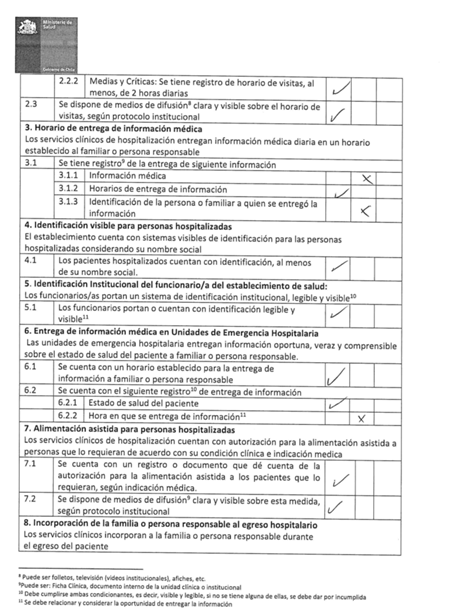 Ministerio de
Salud
Gobierno de Chile
2.2.2 Medias y Críticas: Se tiene registro de horario de visitas, al
menos, de 2 horas diarias ✓
2.3 Se dispone de medios de difusión⁸ clara y visible sobre el horario de
visitas, según protocolo institucional ✓
3. Horario de entrega de información médica
Los servicios clínicos de hospitalización entregan información médica diaria en un horario
establecido al familiar o persona responsable
3.1 Se tiene registro⁹ de la entrega de siguiente información
3.1.1 Información médica X
3.1.2 Horarios de entrega de información ✓
3.1.3 Identificación de la persona o familiar a quien se entregó la
información X
4. Identificación visible para personas hospitalizadas
El establecimiento cuenta con sistemas visibles de identificación para las personas
hospitalizadas considerando su nombre social
4.1 Los pacientes hospitalizados cuentan con identificación, al menos
de su nombre social. ✓
5. Identificación Institucional del funcionario/a del establecimiento de salud:
Los funcionarios/as portan un sistema de identificación institucional, legible y visible¹⁰
5.1 Los funcionarios portan o cuentan con identificación legible y
visible¹¹ ✓
6. Entrega de información médica en Unidades de Emergencia Hospitalaria
Las unidades de emergencia hospitalaria entregan información oportuna, veraz y comprensible
sobre el estado de salud del paciente a familiar o persona responsable.
6.1 Se cuenta con un horario establecido para la entrega de
información a familiar o persona responsable ✓
6.2 Se cuenta con el siguiente registro¹⁰ de entrega de información
6.2.1 Estado de salud del paciente ✓
6.2.2 Hora en que se entrega de información¹¹ X
7. Alimentación asistida para personas hospitalizadas
Los servicios clínicos de hospitalización cuentan con autorización para la alimentación asistida a
personas que lo requieran de acuerdo con su condición clínica e indicación medica
7.1 Se cuenta con un registro o documento que dé cuenta de la
autorización para la alimentación asistida a los pacientes que lo
requieran, según indicación médica. ✓
7.2 Se dispone de medios de difusión⁹ clara y visible sobre esta medida,
según protocolo institucional ✓
8. Incorporación de la familia o persona responsable al egreso hospitalario
Los servicios clínicos incorporan a la familia o persona responsable durante
el egreso del paciente
⁸ Puede ser folletos, televisión (videos institucionales), afiches, etc.
⁹Puede ser: Ficha Clínica, documento interno de la unidad clínica o institucional
¹⁰ Debe cumplirse ambas condicionantes, es decir, visible y legible, si no se tiene alguna de ellas, se debe dar por incumplida
¹¹ Se debe relacionar y considerar la oportunidad de entregar la información